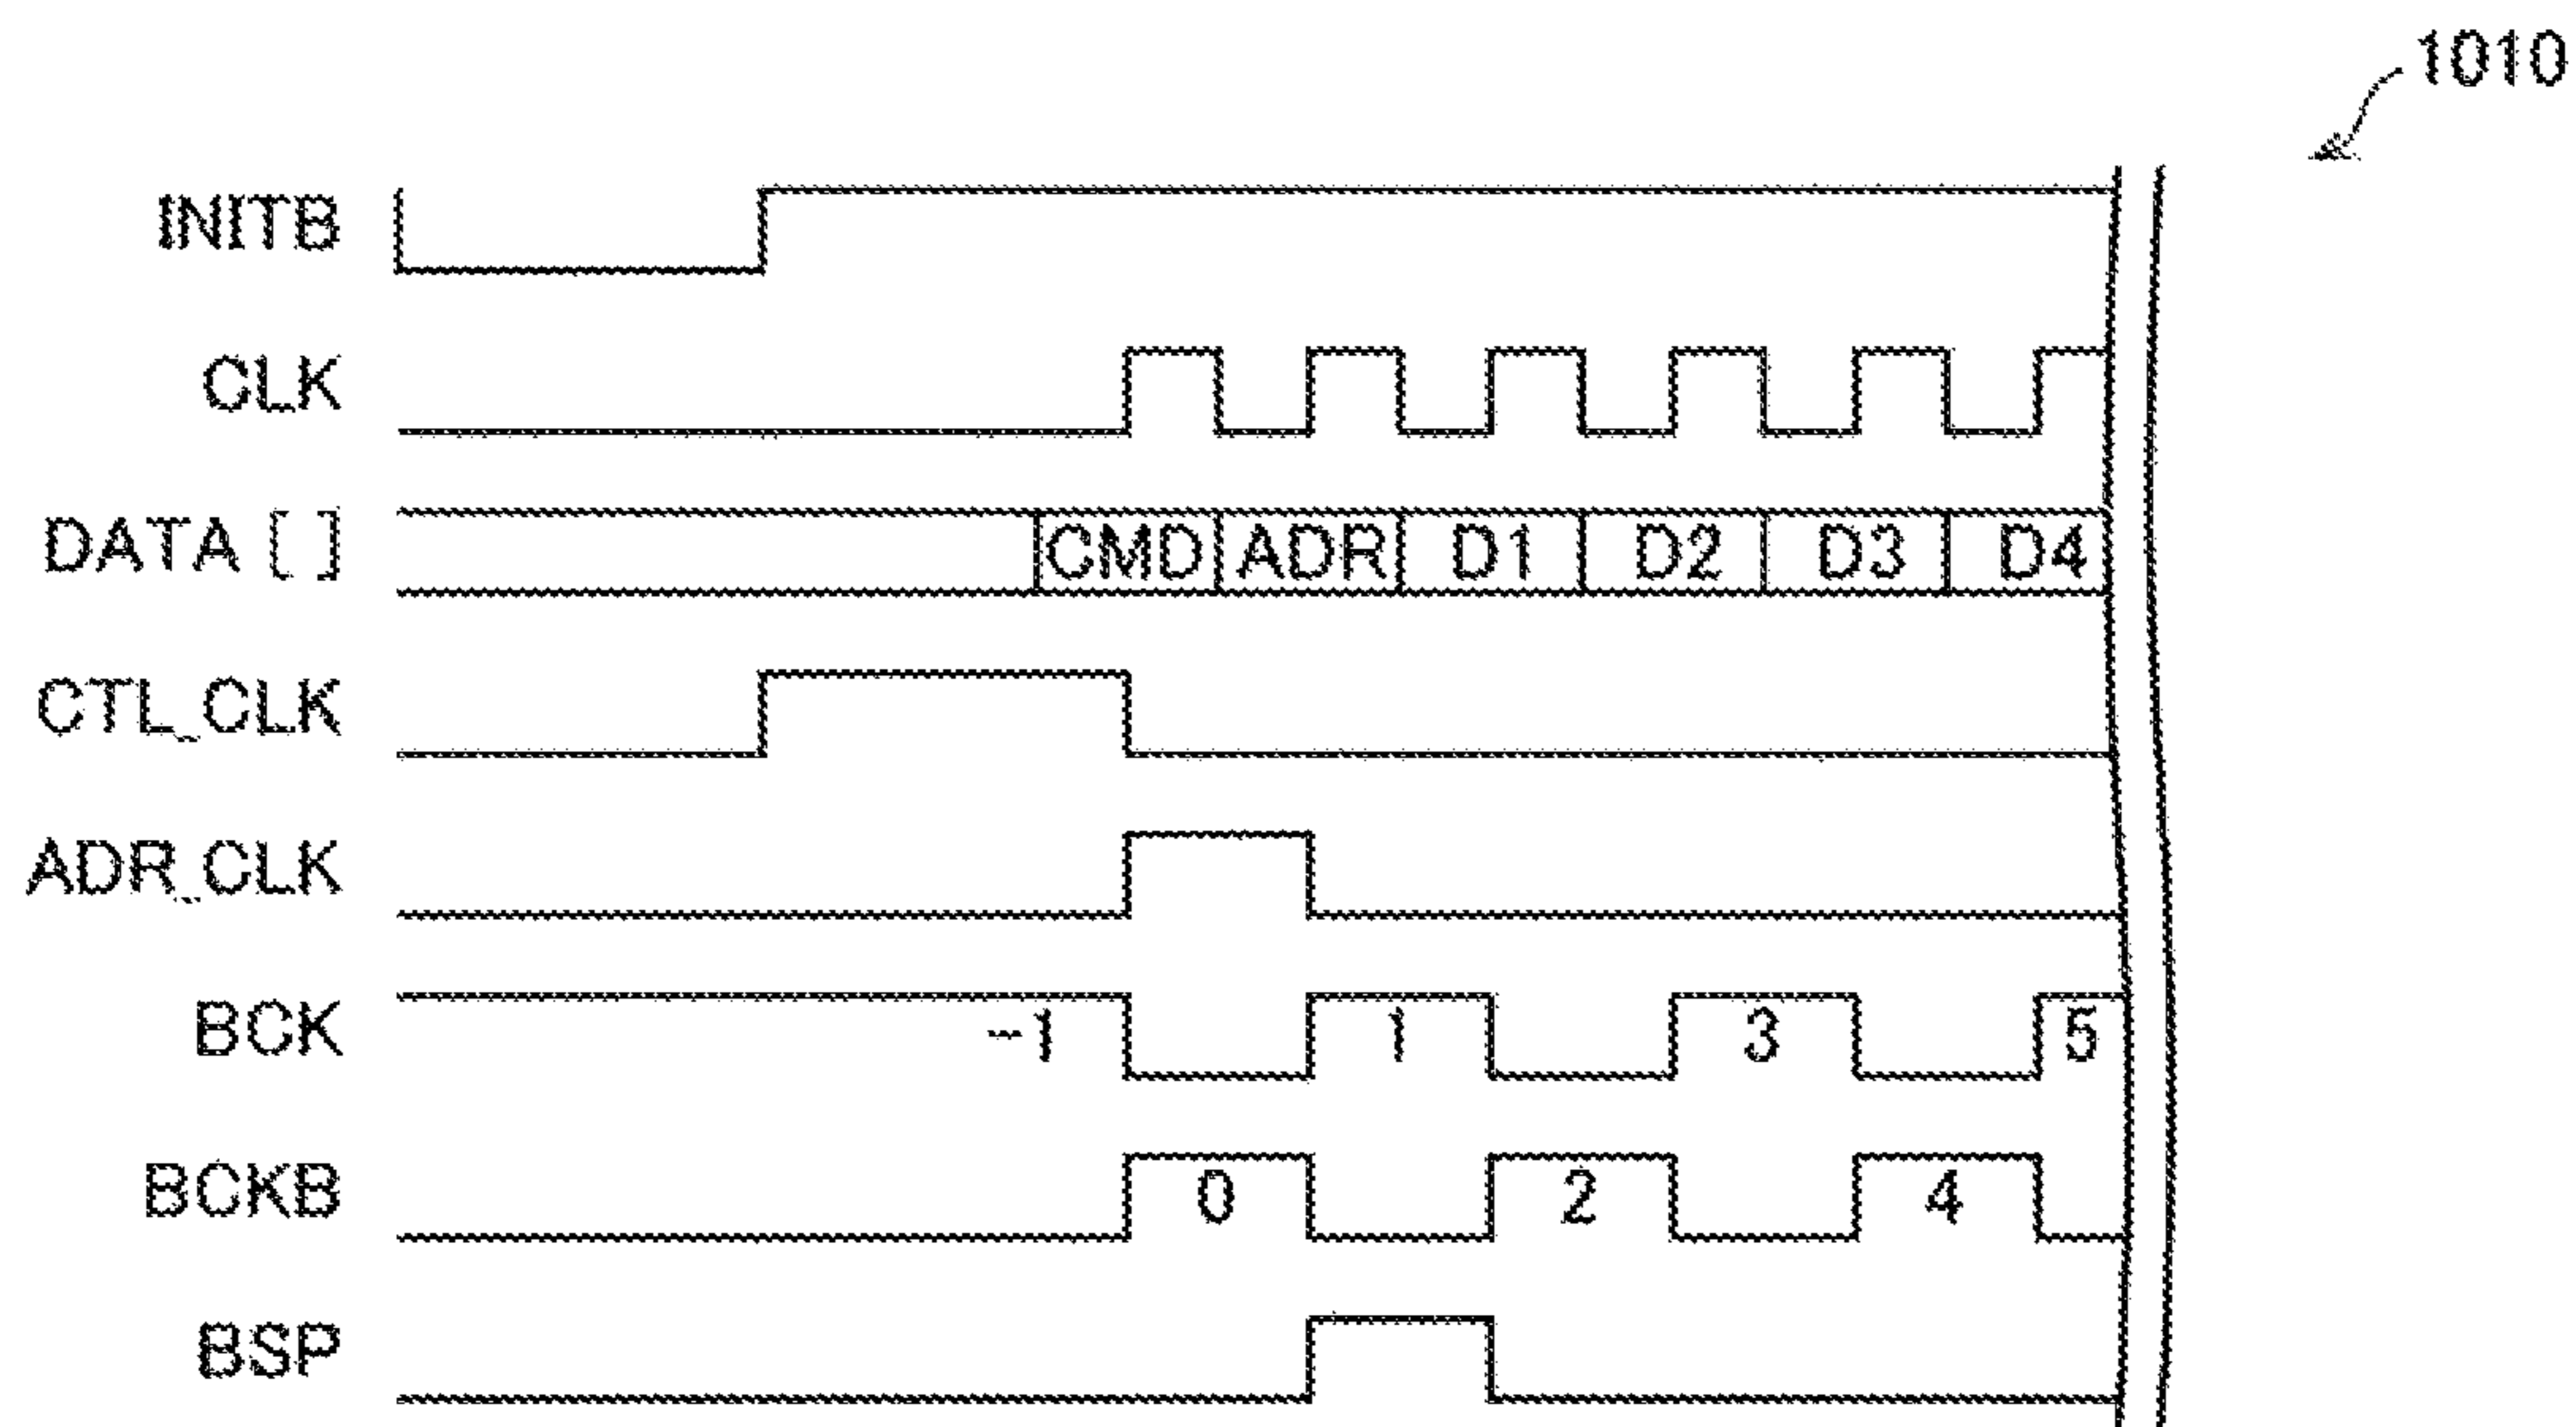 1010
INITB
CLK
DATA [ ] CMD ADR D1 D2 D3 D4
CTL_CLK
ADR_CLK
BCK -1 1 3 5
BCKB 0 2 4
BSP